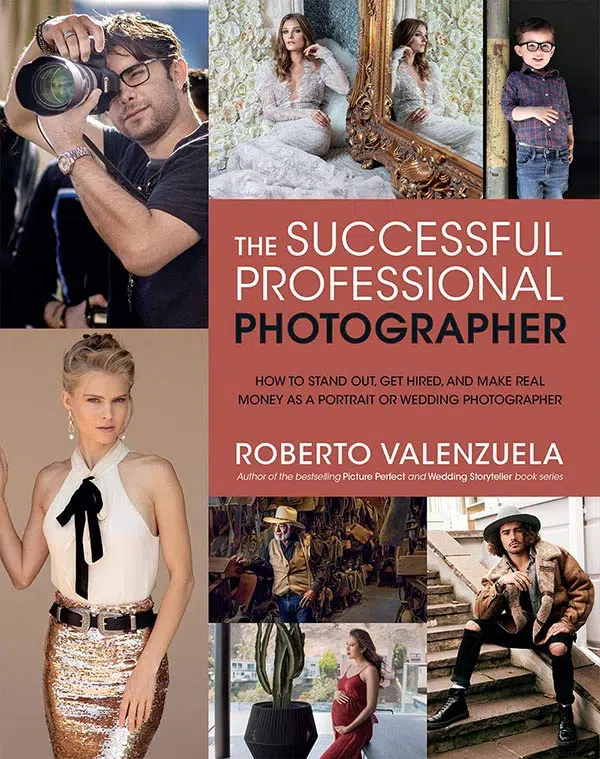 THE SUCCESSFUL
PROFESSIONAL
PHOTOGRAPHER
HOW TO STAND OUT, GET HIRED, AND MAKE REAL
MONEY AS A PORTRAIT OR WEDDING PHOTOGRAPHER
ROBERTO VALENZUELA
Author of the bestselling Picture Perfect and Wedding Storyteller book series
Canon